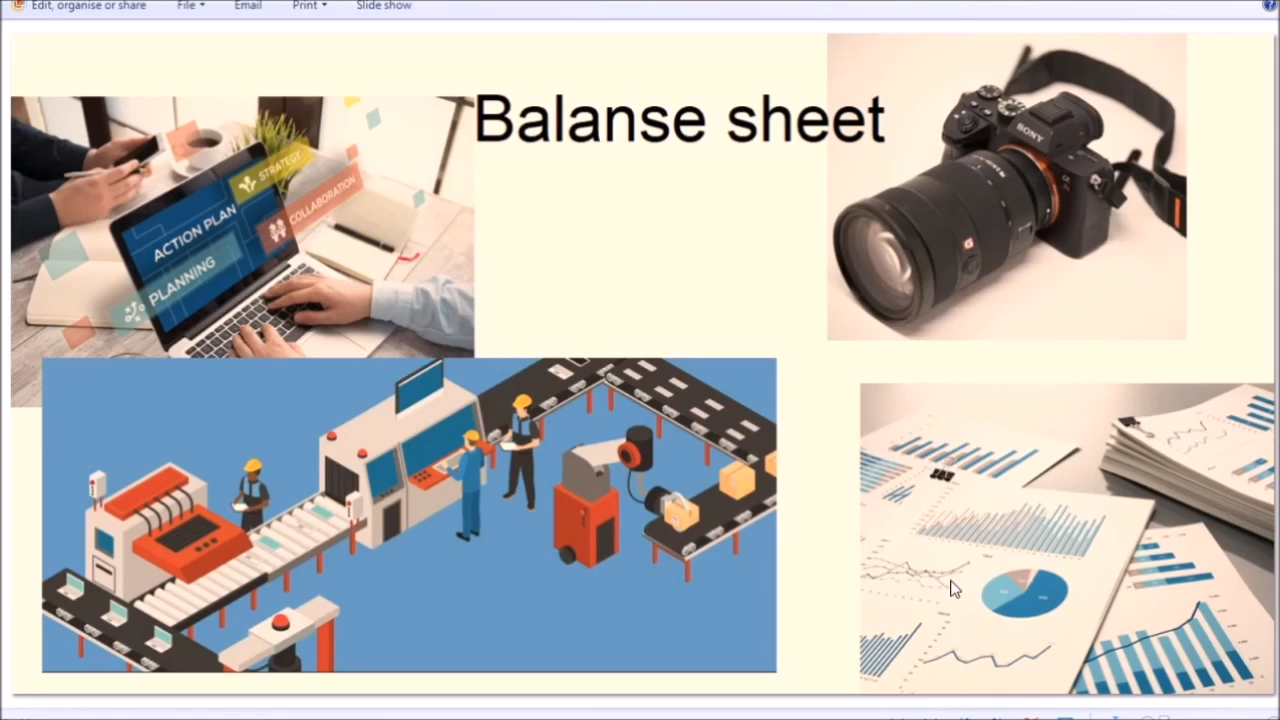 Edit, organise or share File Email Print Slide show
Balanse sheet
SONY
STRATEGY
COLLABORATION
ACTION PLAN
PLANNING
G